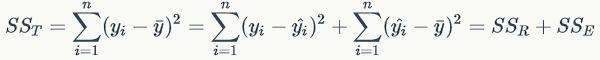 $SS_T = \sum_{i=1}^{n} (y_i - \bar{y})^2 = \sum_{i=1}^{n} (y_i - \hat{y_i})^2 + \sum_{i=1}^{n} (\hat{y_i} - \bar{y})^2 = SS_R + SS_E$